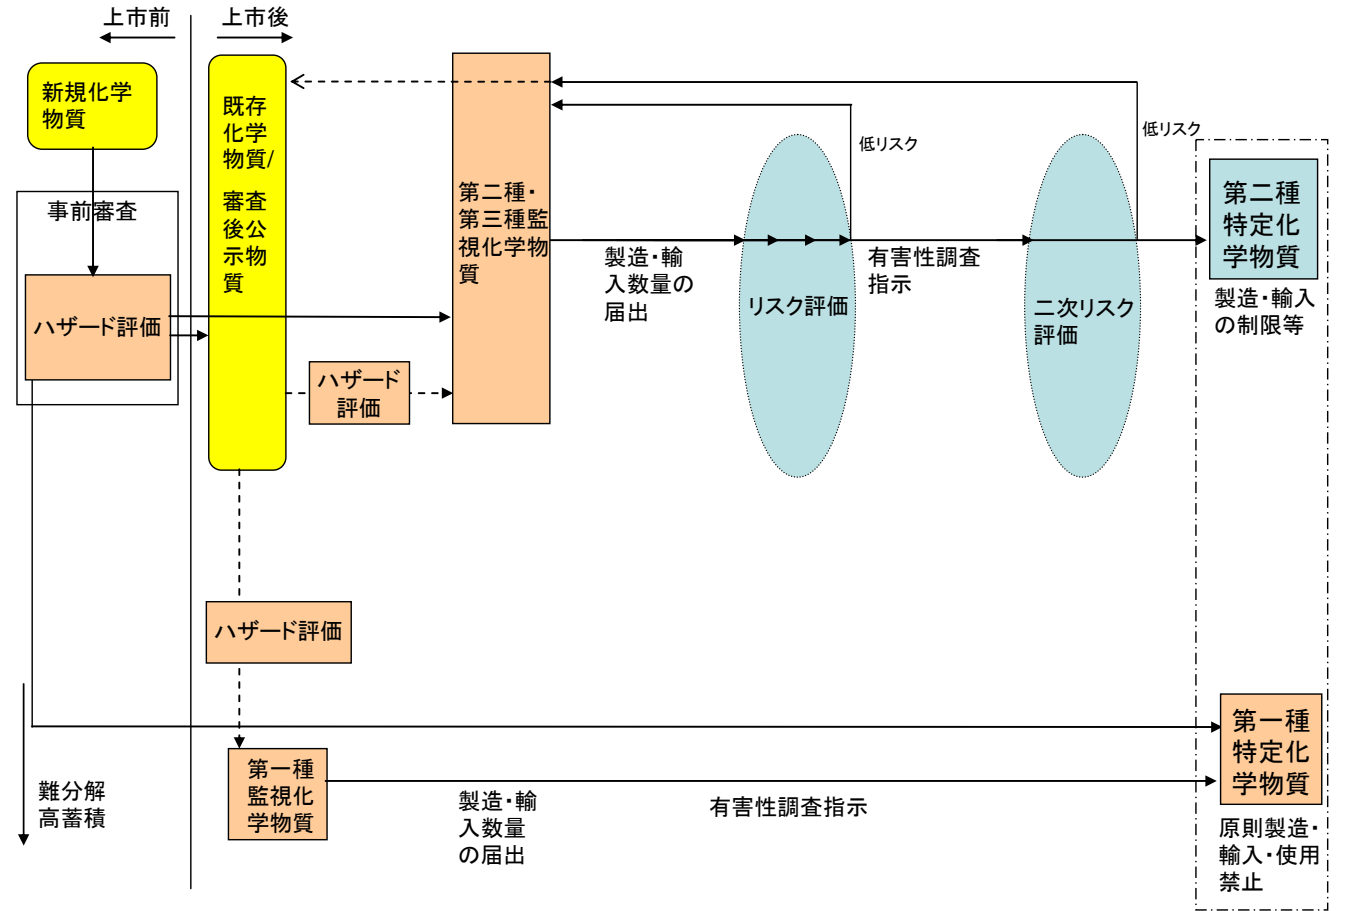 上市前
上市後
新規化学
物質
事前審査
ハザード評価
既存
化学
物質/
審査
後公
示物
質
ハザード
評価
第二種・
第三種監
視化学物
質
製造・輸
入数量の
届出
リスク評価
低リスク
有害性調査
指示
二次リスク
評価
低リスク
第二種
特定化
学物質
製造・輸入
の制限等
ハザード評価
難分解
高蓄積
第一種
監視化
学物質
製造・輸
入数量
の届出
有害性調査指示
第一種
特定化
学物質
原則製造・
輸入・使用
禁止